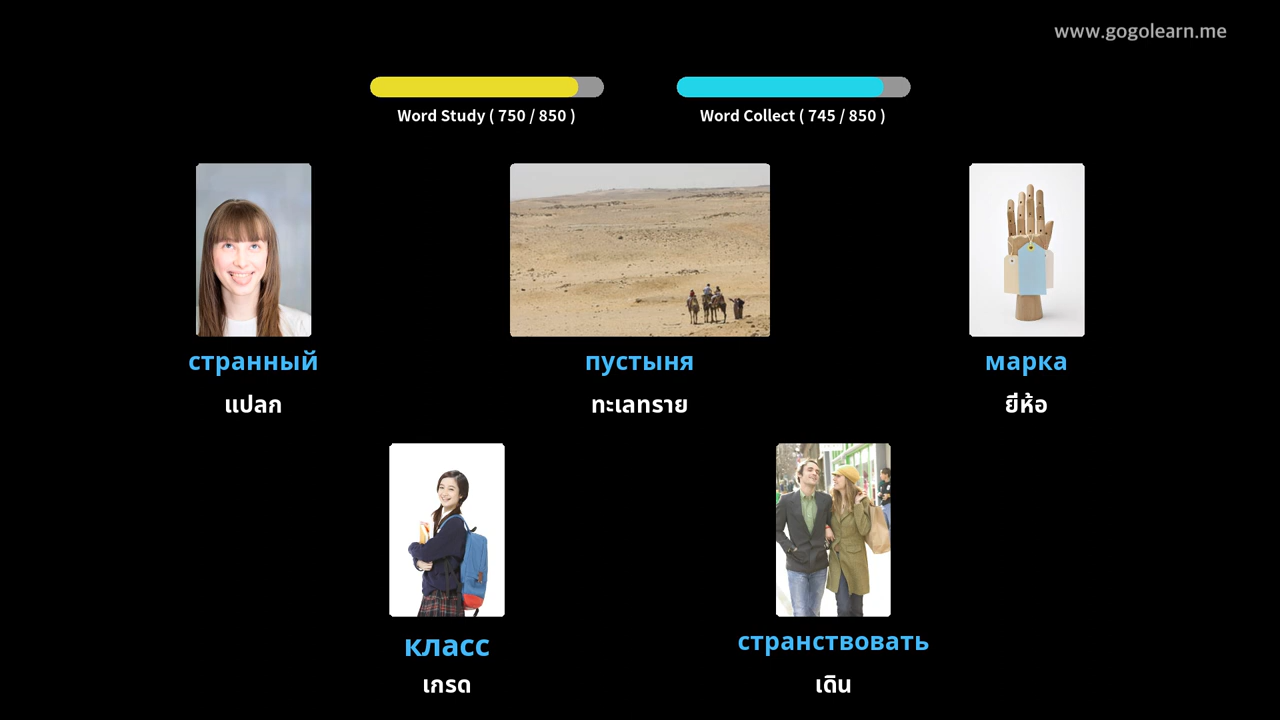 www.gogolearn.me
Word Study ( 750 / 850 )
Word Collect ( 745 / 850 )
странный
пустыня
марка
แปลก
ทะเลทราย
ยี่ห้อ
класс
странствовать
เกรด
เดิน